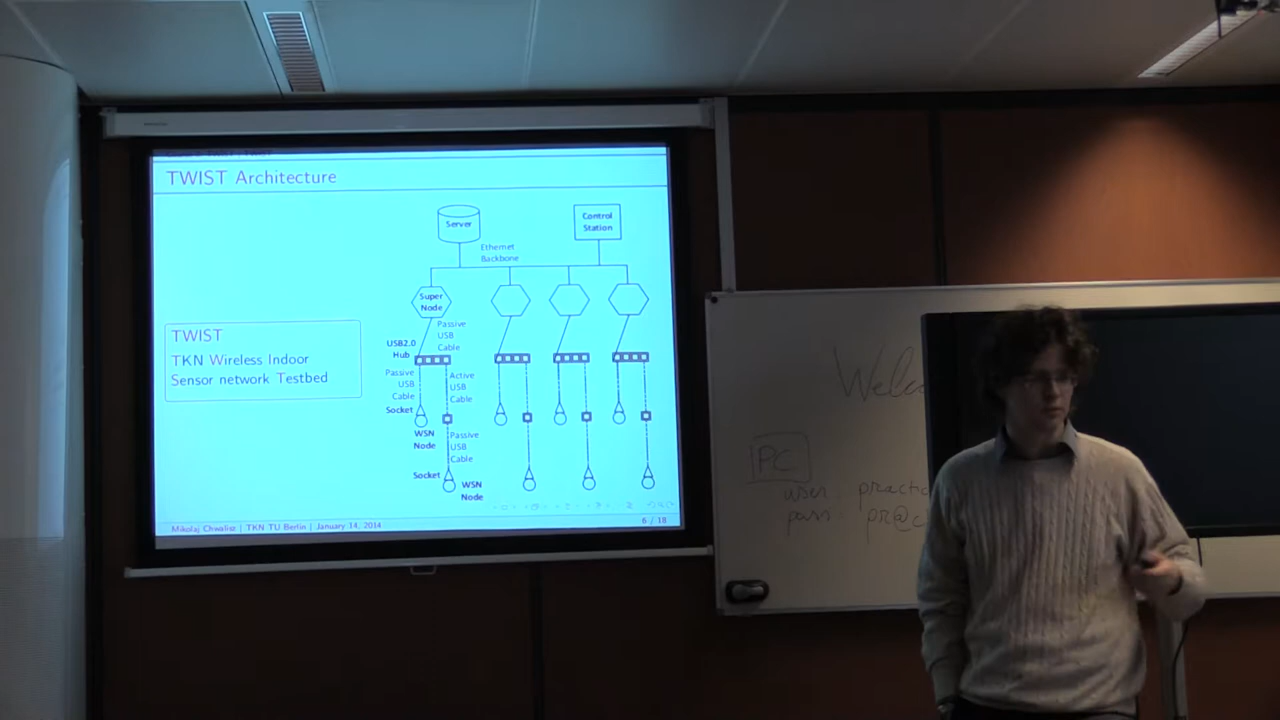 TWIST Architecture
Server
Control
Station
Ethernet
Backbone
Super
Node
Passive
USB
Cable
USB2.0
Hub
TWIST
TKN Wireless Indoor
Sensor network Testbed
Passive
USB
Cable
Active
USB
Cable
Socket
WSN
Node
Passive
USB
Cable
Socket
WSN
Node
Mikolaj Chwalisz | TKN TU Berlin | January 14, 2014
6 / 18
PC
user
pass